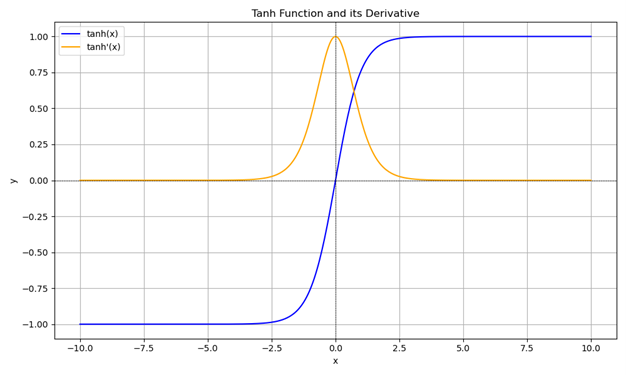 Tanh Function and its Derivative
tanh(x)
tanh'(x)
1.00
0.75
0.50
0.25
0.00
−0.25
−0.50
−0.75
−1.00
y
−10.0 −7.5 −5.0 −2.5 0.0 2.5 5.0 7.5 10.0
x